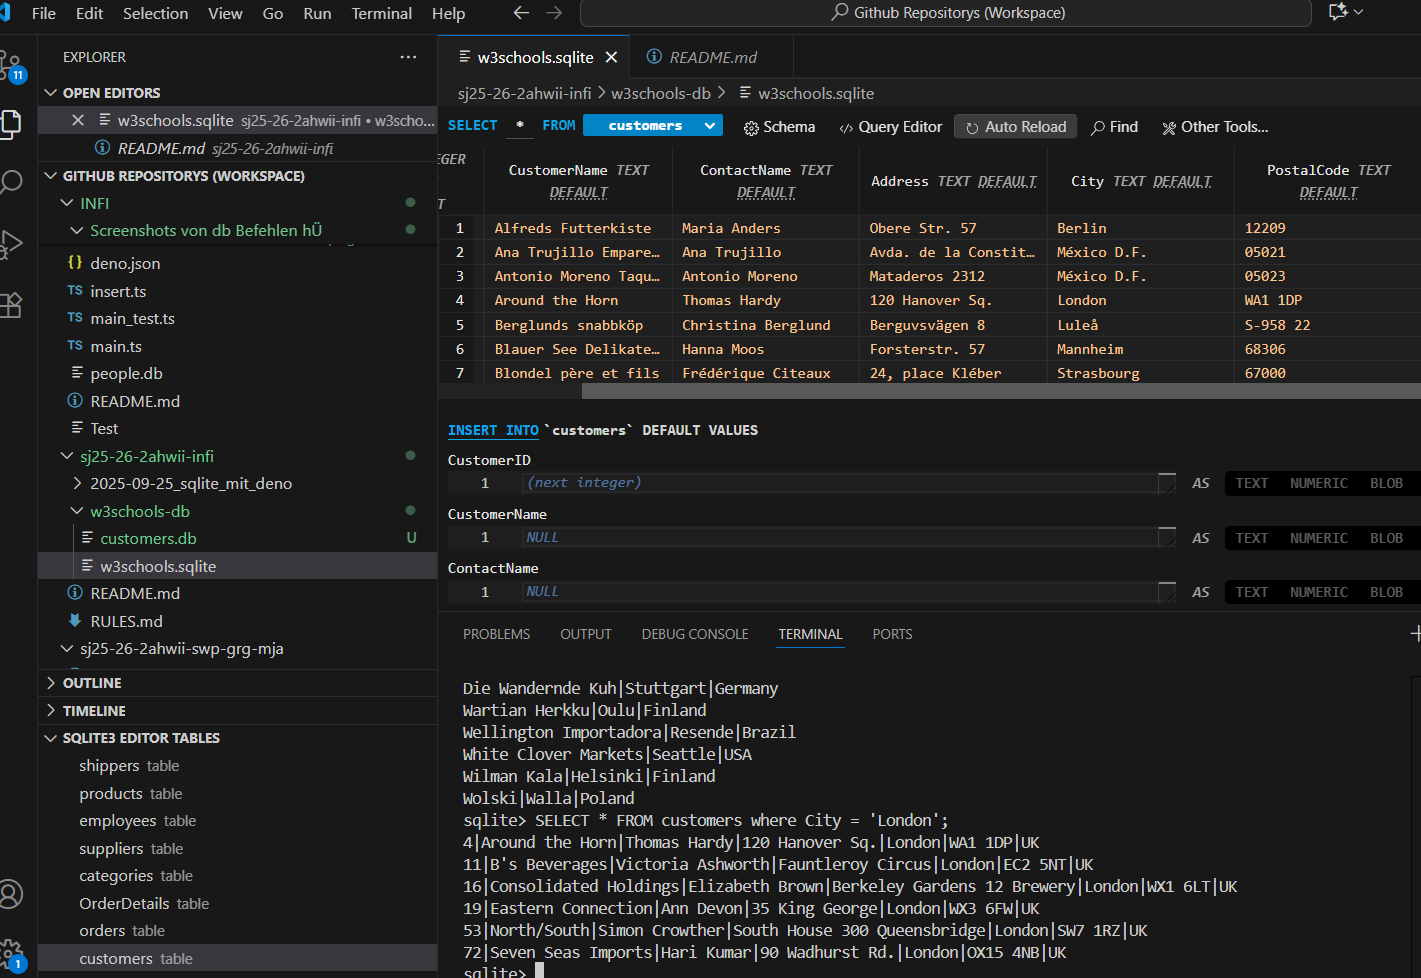 File Edit Selection View Go Run Terminal Help
Github Repositorys (Workspace)
11
EXPLORER
OPEN EDITORS
w3schools.sqlite sj25-26-2ahwii-infi • w3scho...
README.md sj25-26-2ahwii-infi
GITHUB REPOSITORYS (WORKSPACE)
INFI
Screenshots von db Befehlen hÜ
deno.json
TS insert.ts
TS main_test.ts
TS main.ts
people.db
README.md
Test
sj25-26-2ahwii-infi
2025-09-25_sqlite_mit_deno
w3schools-db
customers.db U
w3schools.sqlite
README.md
RULES.md
sj25-26-2ahwii-swp-grg-mja
OUTLINE
TIMELINE
SQLITE3 EDITOR TABLES
shippers table
products table
employees table
suppliers table
categories table
OrderDetails table
orders table
customers table
1
w3schools.sqlite README.md
sj25-26-2ahwii-infi > w3schools-db > w3schools.sqlite
SELECT * FROM customers Schema Query Editor Auto Reload Find Other Tools...
EGER CustomerName TEXT DEFAULT ContactName TEXT DEFAULT Address TEXT DEFAULT City TEXT DEFAULT PostalCode TEXT DEFAULT
1 Alfreds Futterkiste Maria Anders Obere Str. 57 Berlin 12209
2 Ana Trujillo Empare... Ana Trujillo Avda. de la Constit... México D.F. 05021
3 Antonio Moreno Taqu... Antonio Moreno Mataderos 2312 México D.F. 05023
4 Around the Horn Thomas Hardy 120 Hanover Sq. London WA1 1DP
5 Berglunds snabbköp Christina Berglund Berguvsvägen 8 Luleå S-958 22
6 Blauer See Delikate... Hanna Moos Forsterstr. 57 Mannheim 68306
7 Blondel père et fils Frédérique Citeaux 24, place Kléber Strasbourg 67000
INSERT INTO `customers` DEFAULT VALUES
CustomerID
1 (next integer) AS TEXT NUMERIC BLOB
CustomerName
1 NULL AS TEXT NUMERIC BLOB
ContactName
1 NULL AS TEXT NUMERIC BLOB
PROBLEMS OUTPUT DEBUG CONSOLE TERMINAL PORTS
Die Wandernde Kuh|Stuttgart|Germany
Wartian Herkku|Oulu|Finland
Wellington Importadora|Resende|Brazil
White Clover Markets|Seattle|USA
Wilman Kala|Helsinki|Finland
Wolski|Walla|Poland
sqlite> SELECT * FROM customers where City = 'London';
4|Around the Horn|Thomas Hardy|120 Hanover Sq.|London|WA1 1DP|UK
11|B's Beverages|Victoria Ashworth|Fauntleroy Circus|London|EC2 5NT|UK
16|Consolidated Holdings|Elizabeth Brown|Berkeley Gardens 12 Brewery|London|WX1 6LT|UK
19|Eastern Connection|Ann Devon|35 King George|London|WX3 6FW|UK
53|North/South|Simon Crowther|South House 300 Queensbridge|London|SW7 1RZ|UK
72|Seven Seas Imports|Hari Kumar|90 Wadhurst Rd.|London|OX15 4NB|UK
sqlite>